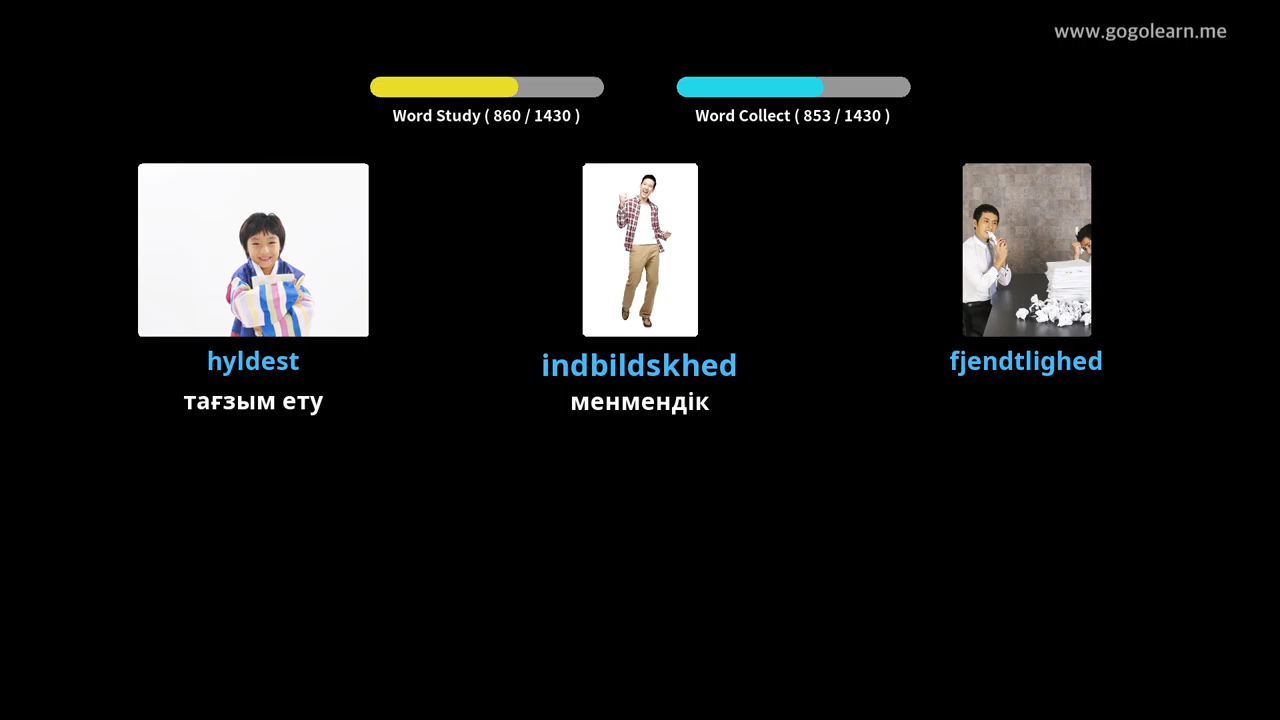 www.gogolearn.me
Word Study ( 860 / 1430 )
Word Collect ( 853 / 1430 )
hyldest
indbildskhed
fjendtlighed
тағзым ету
менмендік